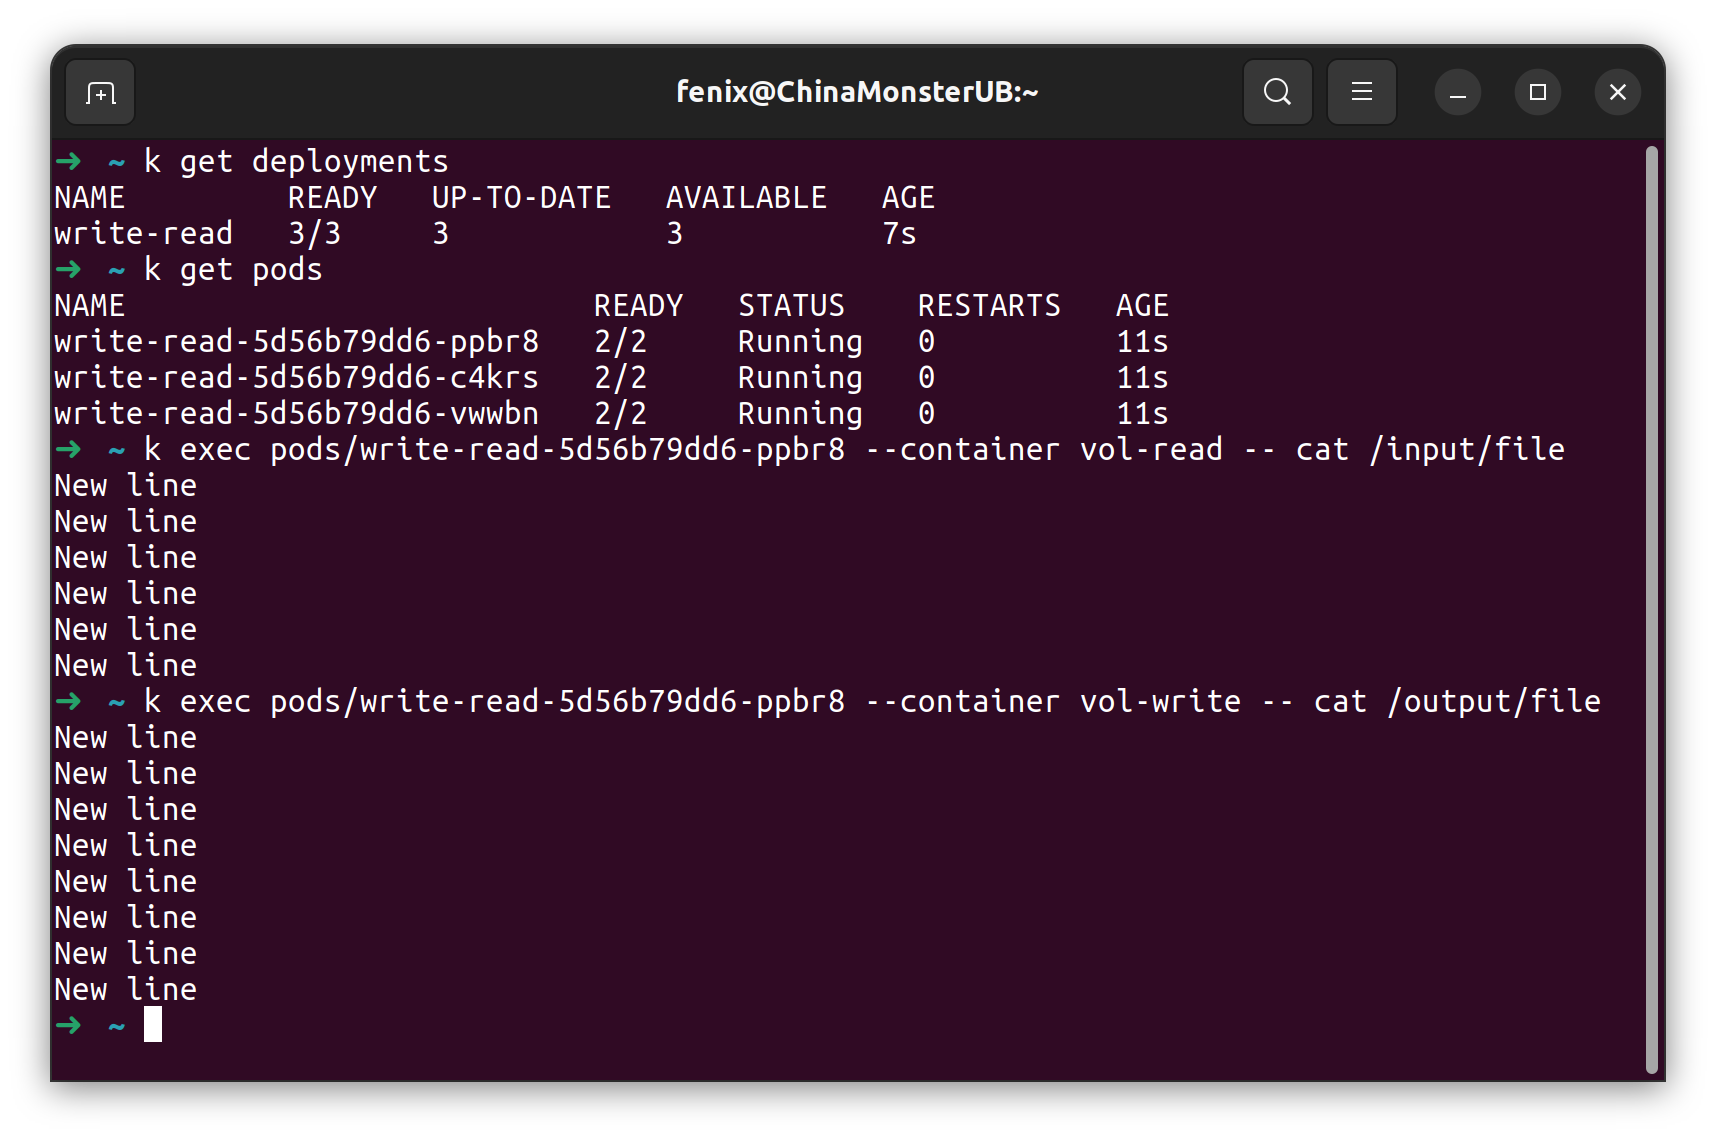 fenix@ChinaMonsterUB:~
➜ ~ k get deployments
NAME         READY   UP-TO-DATE   AVAILABLE   AGE
write-read   3/3     3            3           7s
➜ ~ k get pods
NAME                          READY   STATUS    RESTARTS   AGE
write-read-5d56b79dd6-ppbr8   2/2     Running   0          11s
write-read-5d56b79dd6-c4krs   2/2     Running   0          11s
write-read-5d56b79dd6-vwwbn   2/2     Running   0          11s
➜ ~ k exec pods/write-read-5d56b79dd6-ppbr8 --container vol-read -- cat /input/file
New line
New line
New line
New line
New line
New line
➜ ~ k exec pods/write-read-5d56b79dd6-ppbr8 --container vol-write -- cat /output/file
New line
New line
New line
New line
New line
New line
New line
New line
➜ ~